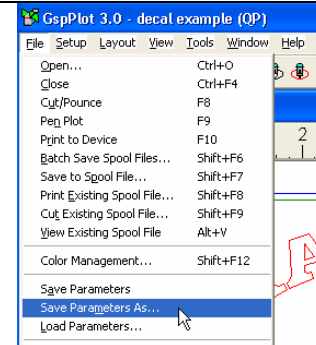 GspPlot 3.0 - decal example (QP)
File Setup Layout View Tools Window Help
Open... Ctrl+O
Close Ctrl+F4
Cut/Pounce F8
Pen Plot F9
Print to Device F10
Batch Save Spool Files... Shift+F6
Save to Spool File... Shift+F7
Print Existing Spool File... Shift+F8
Cut Existing Spool File... Shift+F9
View Existing Spool File Alt+V
2
Color Management... Shift+F12
Save Parameters
Save Parameters As...
Load Parameters...